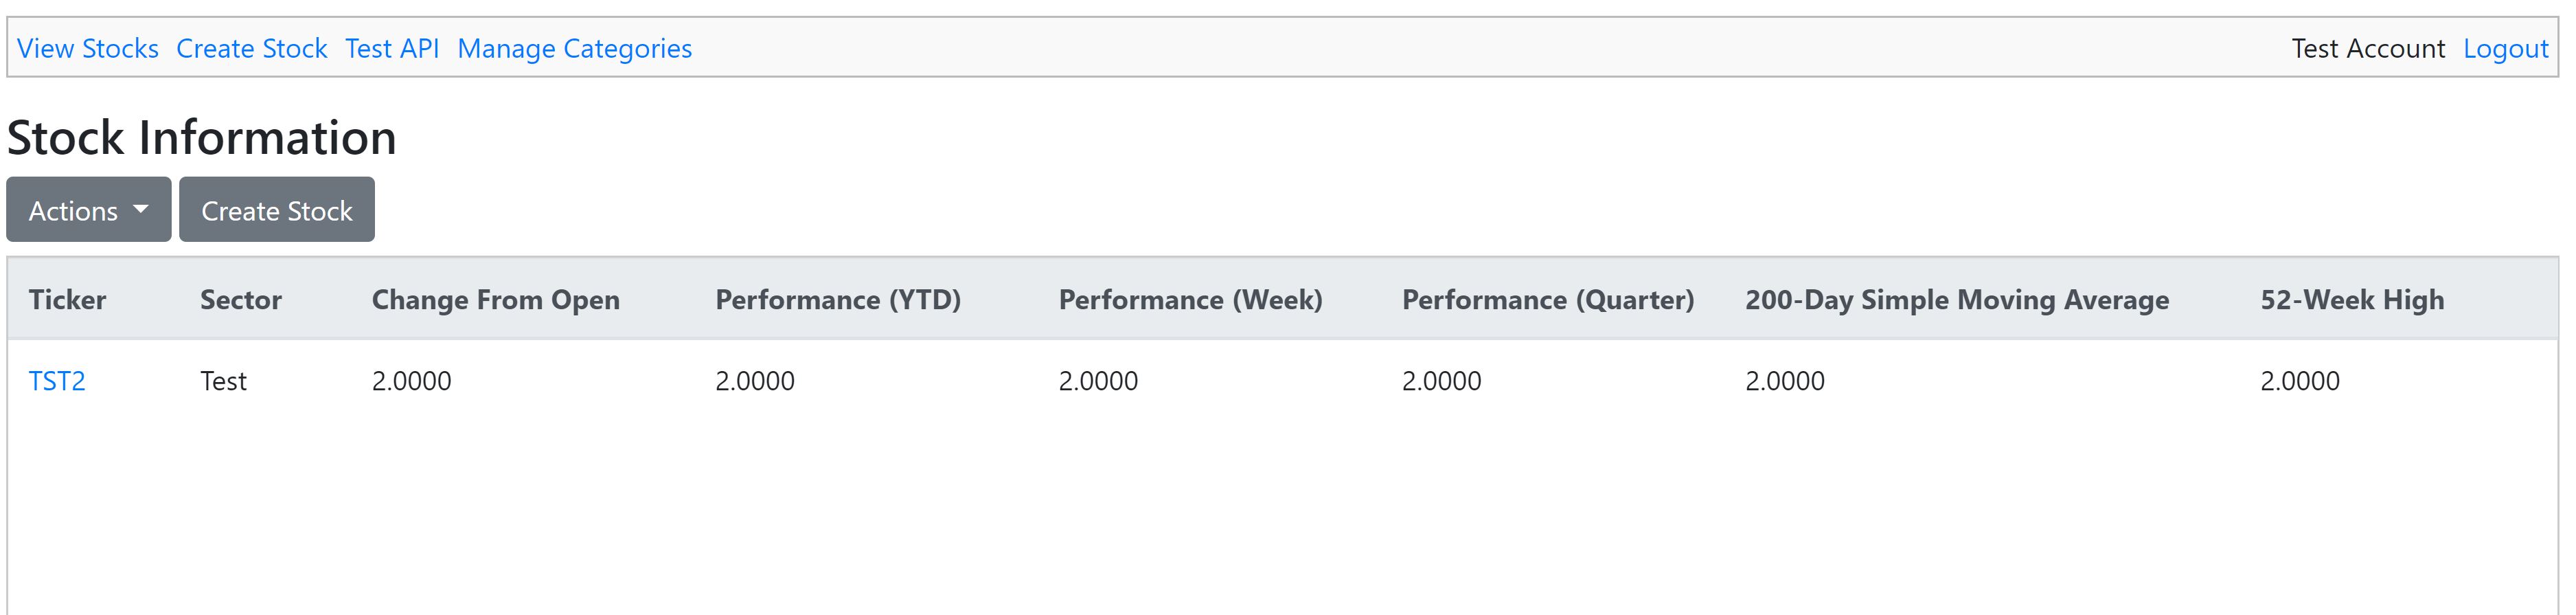 View Stocks Create Stock Test API Manage Categories Test Account Logout
Stock Information
Actions Create Stock
Ticker Sector Change From Open Performance (YTD) Performance (Week) Performance (Quarter) 200-Day Simple Moving Average 52-Week High
TST2 Test 2.0000 2.0000 2.0000 2.0000 2.0000 2.0000